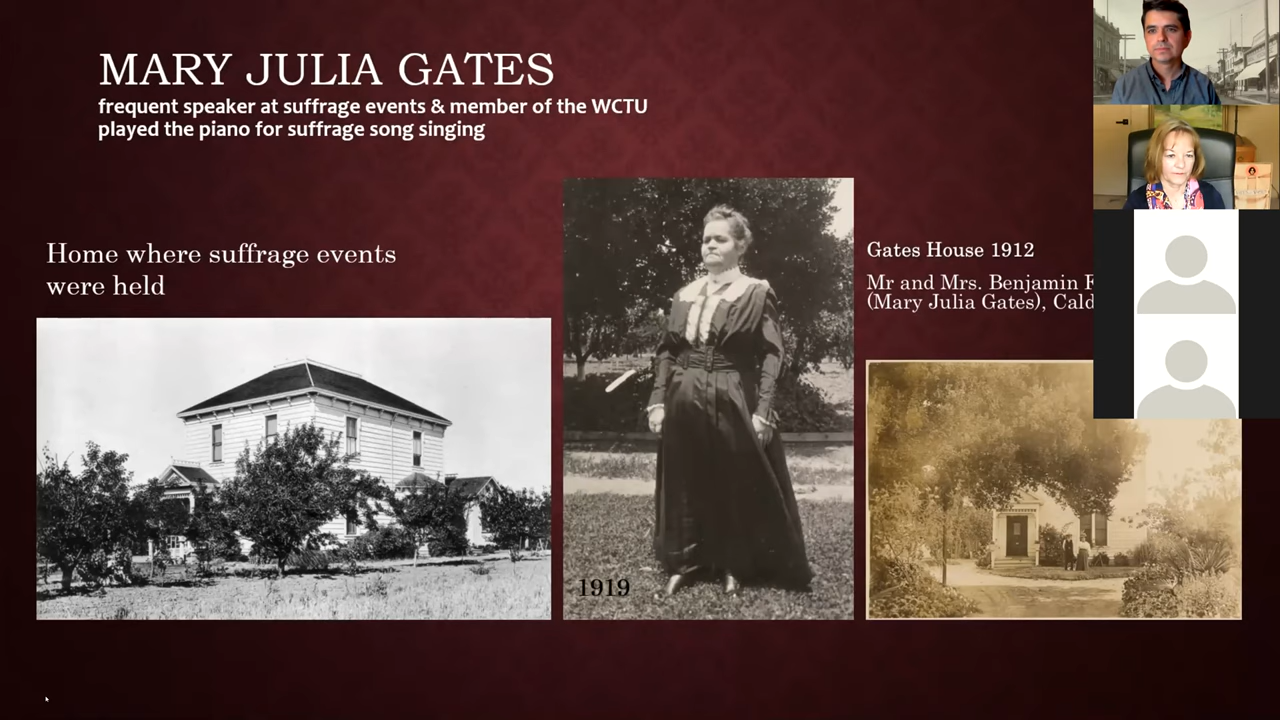 MARY JULIA GATES
frequent speaker at suffrage events & member of the WCTU
played the piano for suffrage song singing
Home where suffrage events
were held
Gates House 1912
Mr and Mrs. Benjamin
(Mary Julia Gates),
1919